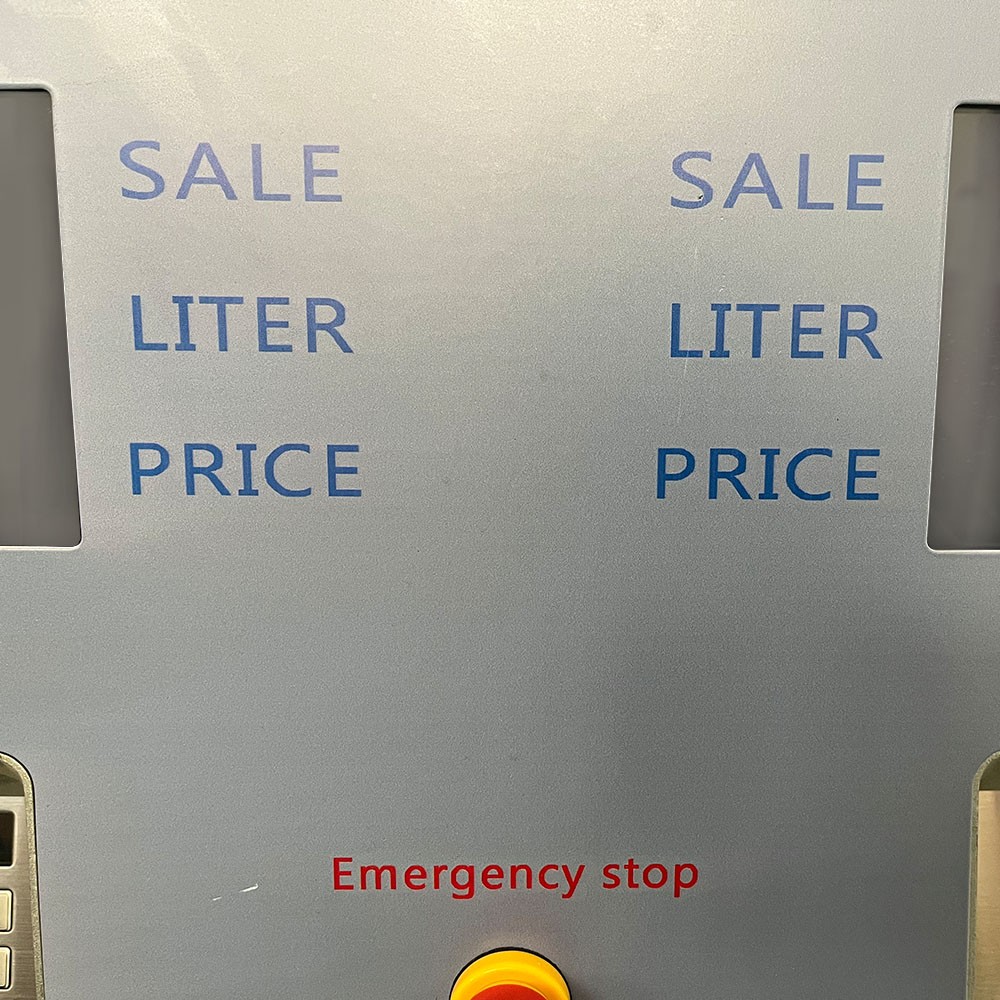 SALE SALE
LITER LITER
PRICE PRICE
Emergency stop